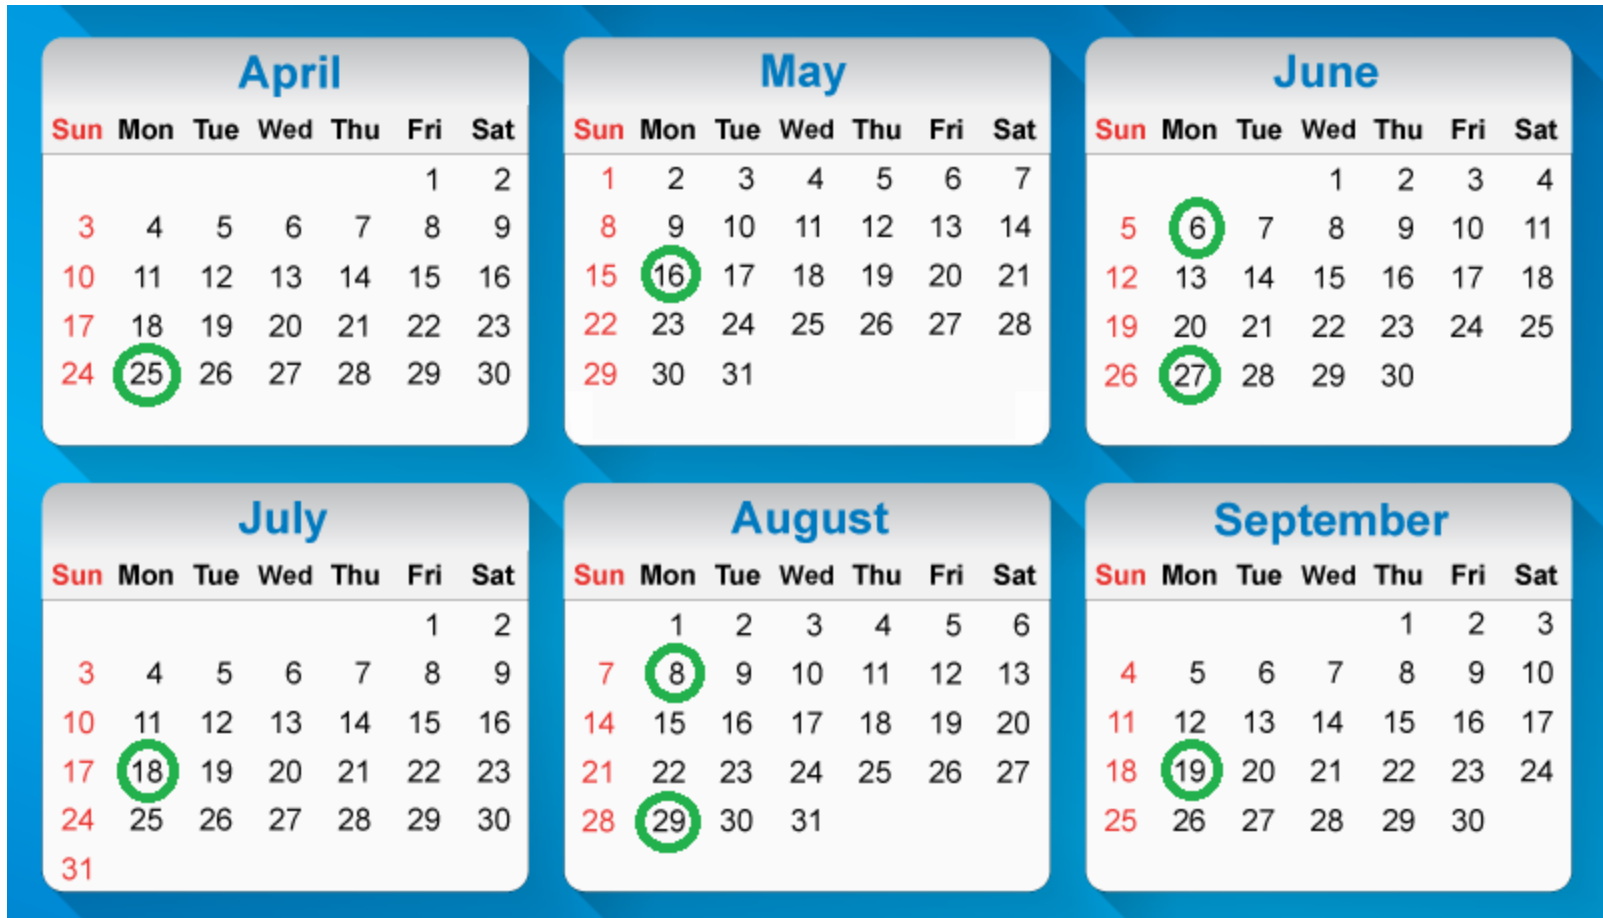 April
Sun Mon Tue Wed Thu Fri Sat
1 2
3 4 5 6 7 8 9
10 11 12 13 14 15 16
17 18 19 20 21 22 23
24 25 26 27 28 29 30
May
Sun Mon Tue Wed Thu Fri Sat
1 2 3 4 5 6 7
8 9 10 11 12 13 14
15 16 17 18 19 20 21
22 23 24 25 26 27 28
29 30 31
June
Sun Mon Tue Wed Thu Fri Sat
1 2 3 4
5 6 7 8 9 10 11
12 13 14 15 16 17 18
19 20 21 22 23 24 25
26 27 28 29 30
July
Sun Mon Tue Wed Thu Fri Sat
1 2
3 4 5 6 7 8 9
10 11 12 13 14 15 16
17 18 19 20 21 22 23
24 25 26 27 28 29 30
31
August
Sun Mon Tue Wed Thu Fri Sat
1 2 3 4 5 6
7 8 9 10 11 12 13
14 15 16 17 18 19 20
21 22 23 24 25 26 27
28 29 30 31
September
Sun Mon Tue Wed Thu Fri Sat
1 2 3
4 5 6 7 8 9 10
11 12 13 14 15 16 17
18 19 20 21 22 23 24
25 26 27 28 29 30